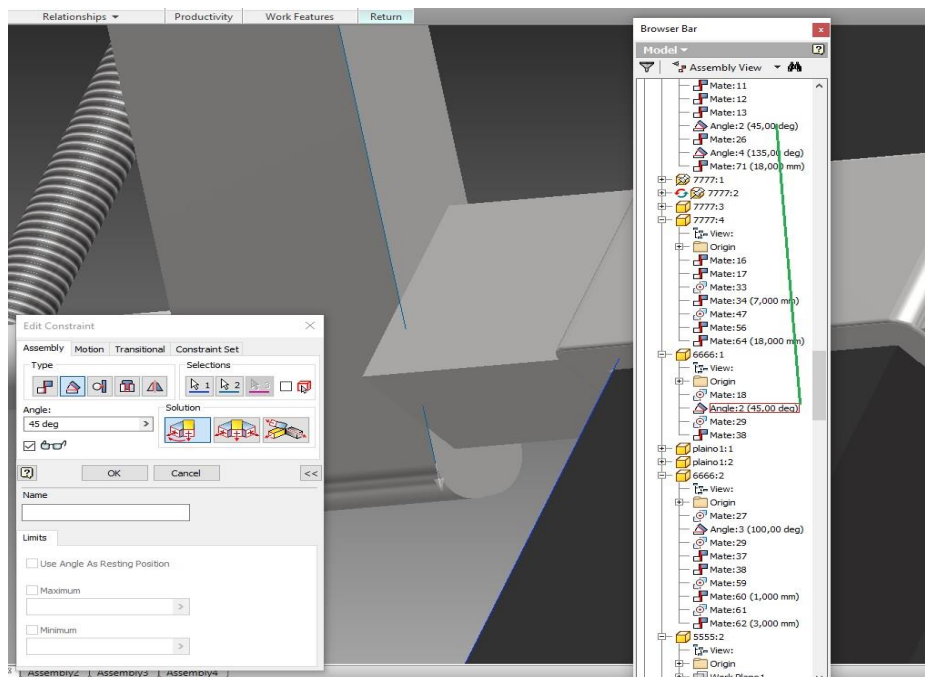 Relationships
Productivity
Work Features
Return
Browser Bar
x
Model
?
Assembly View
Mate:11
Mate:12
Mate:13
Angle:2 (45,00 deg)
Mate:26
Angle:4 (135,00 deg)
Mate:71 (18,000 mm)
7777:1
7777:2
7777:3
7777:4
View:
Origin
Mate:16
Mate:17
Mate:33
Mate:34 (7,000 mm)
Mate:47
Mate:56
Mate:64 (18,000 mm)
6666:1
View:
Origin
Mate:18
Angle:2 (45,00 deg)
Mate:29
Mate:38
plaino1:1
plaino1:2
6666:2
View:
Origin
Mate:27
Angle:3 (100,00 deg)
Mate:29
Mate:37
Mate:38
Mate:59
Mate:60 (1,000 mm)
Mate:61
Mate:62 (3,000 mm)
5555:2
View:
Origin
Work Plane1
Edit Constraint
Assembly Motion Transitional Constraint Set
Type
Selections
1 2
Angle:
45 deg
>
Solution
?
OK
Cancel
<<
Name
Limits
Use Angle As Resting Position
Maximum
>
Minimum
>
Assembly2 Assembly3 Assembly4